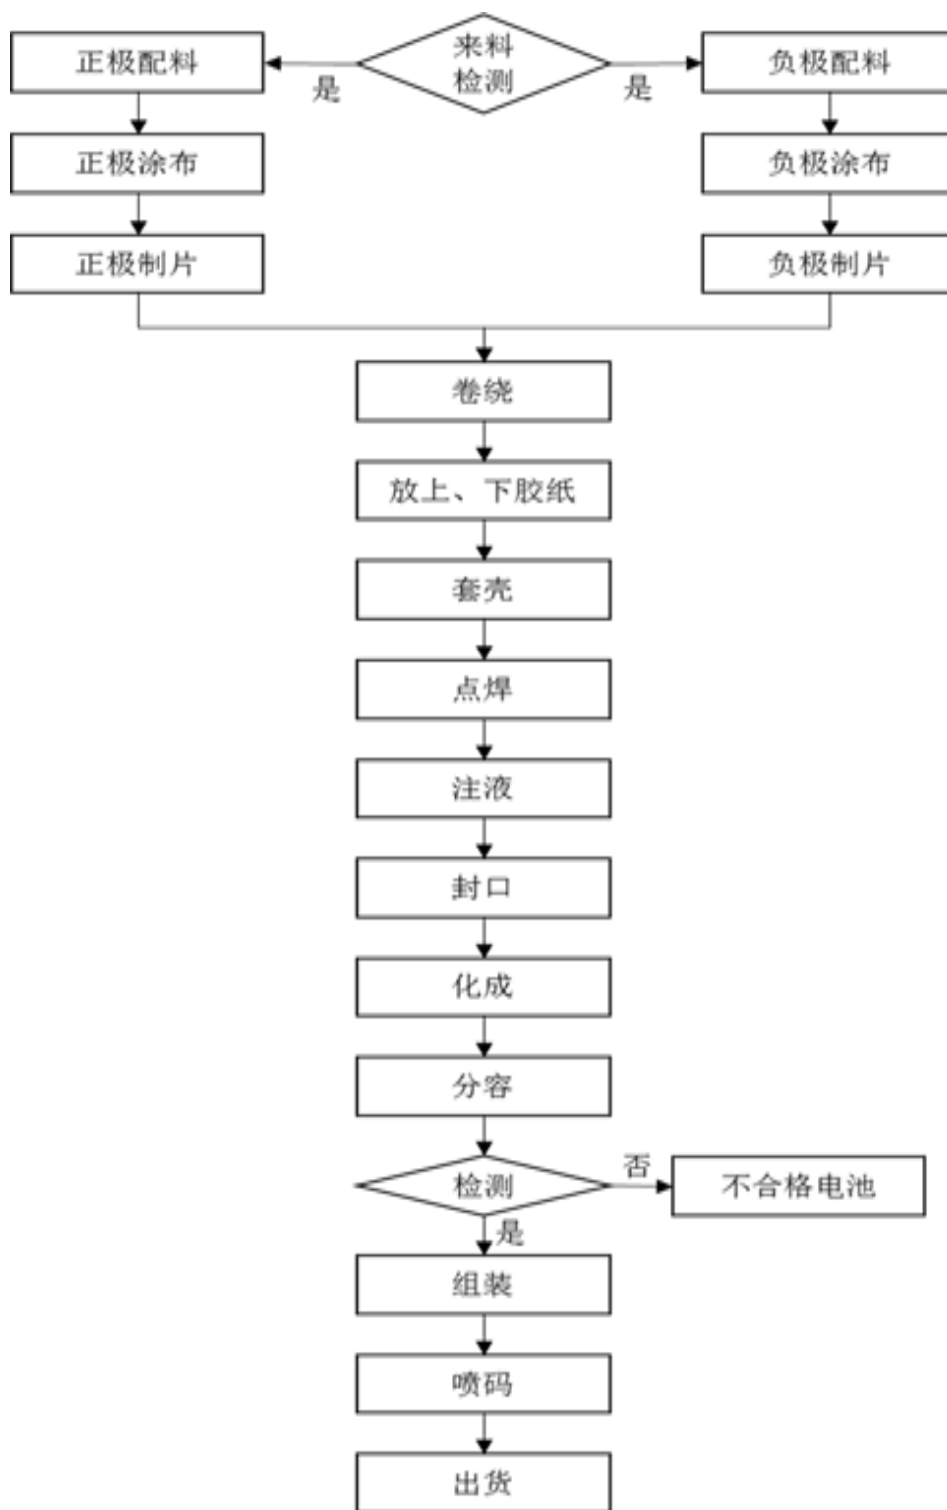 正极配料
来料
检测
负极配料
是
是
正极涂布
负极涂布
正极制片
负极制片
卷绕
放上、下胶纸
套壳
点焊
注液
封口
化成
分容
检测
否
不合格电池
是
组装
喷码
出货